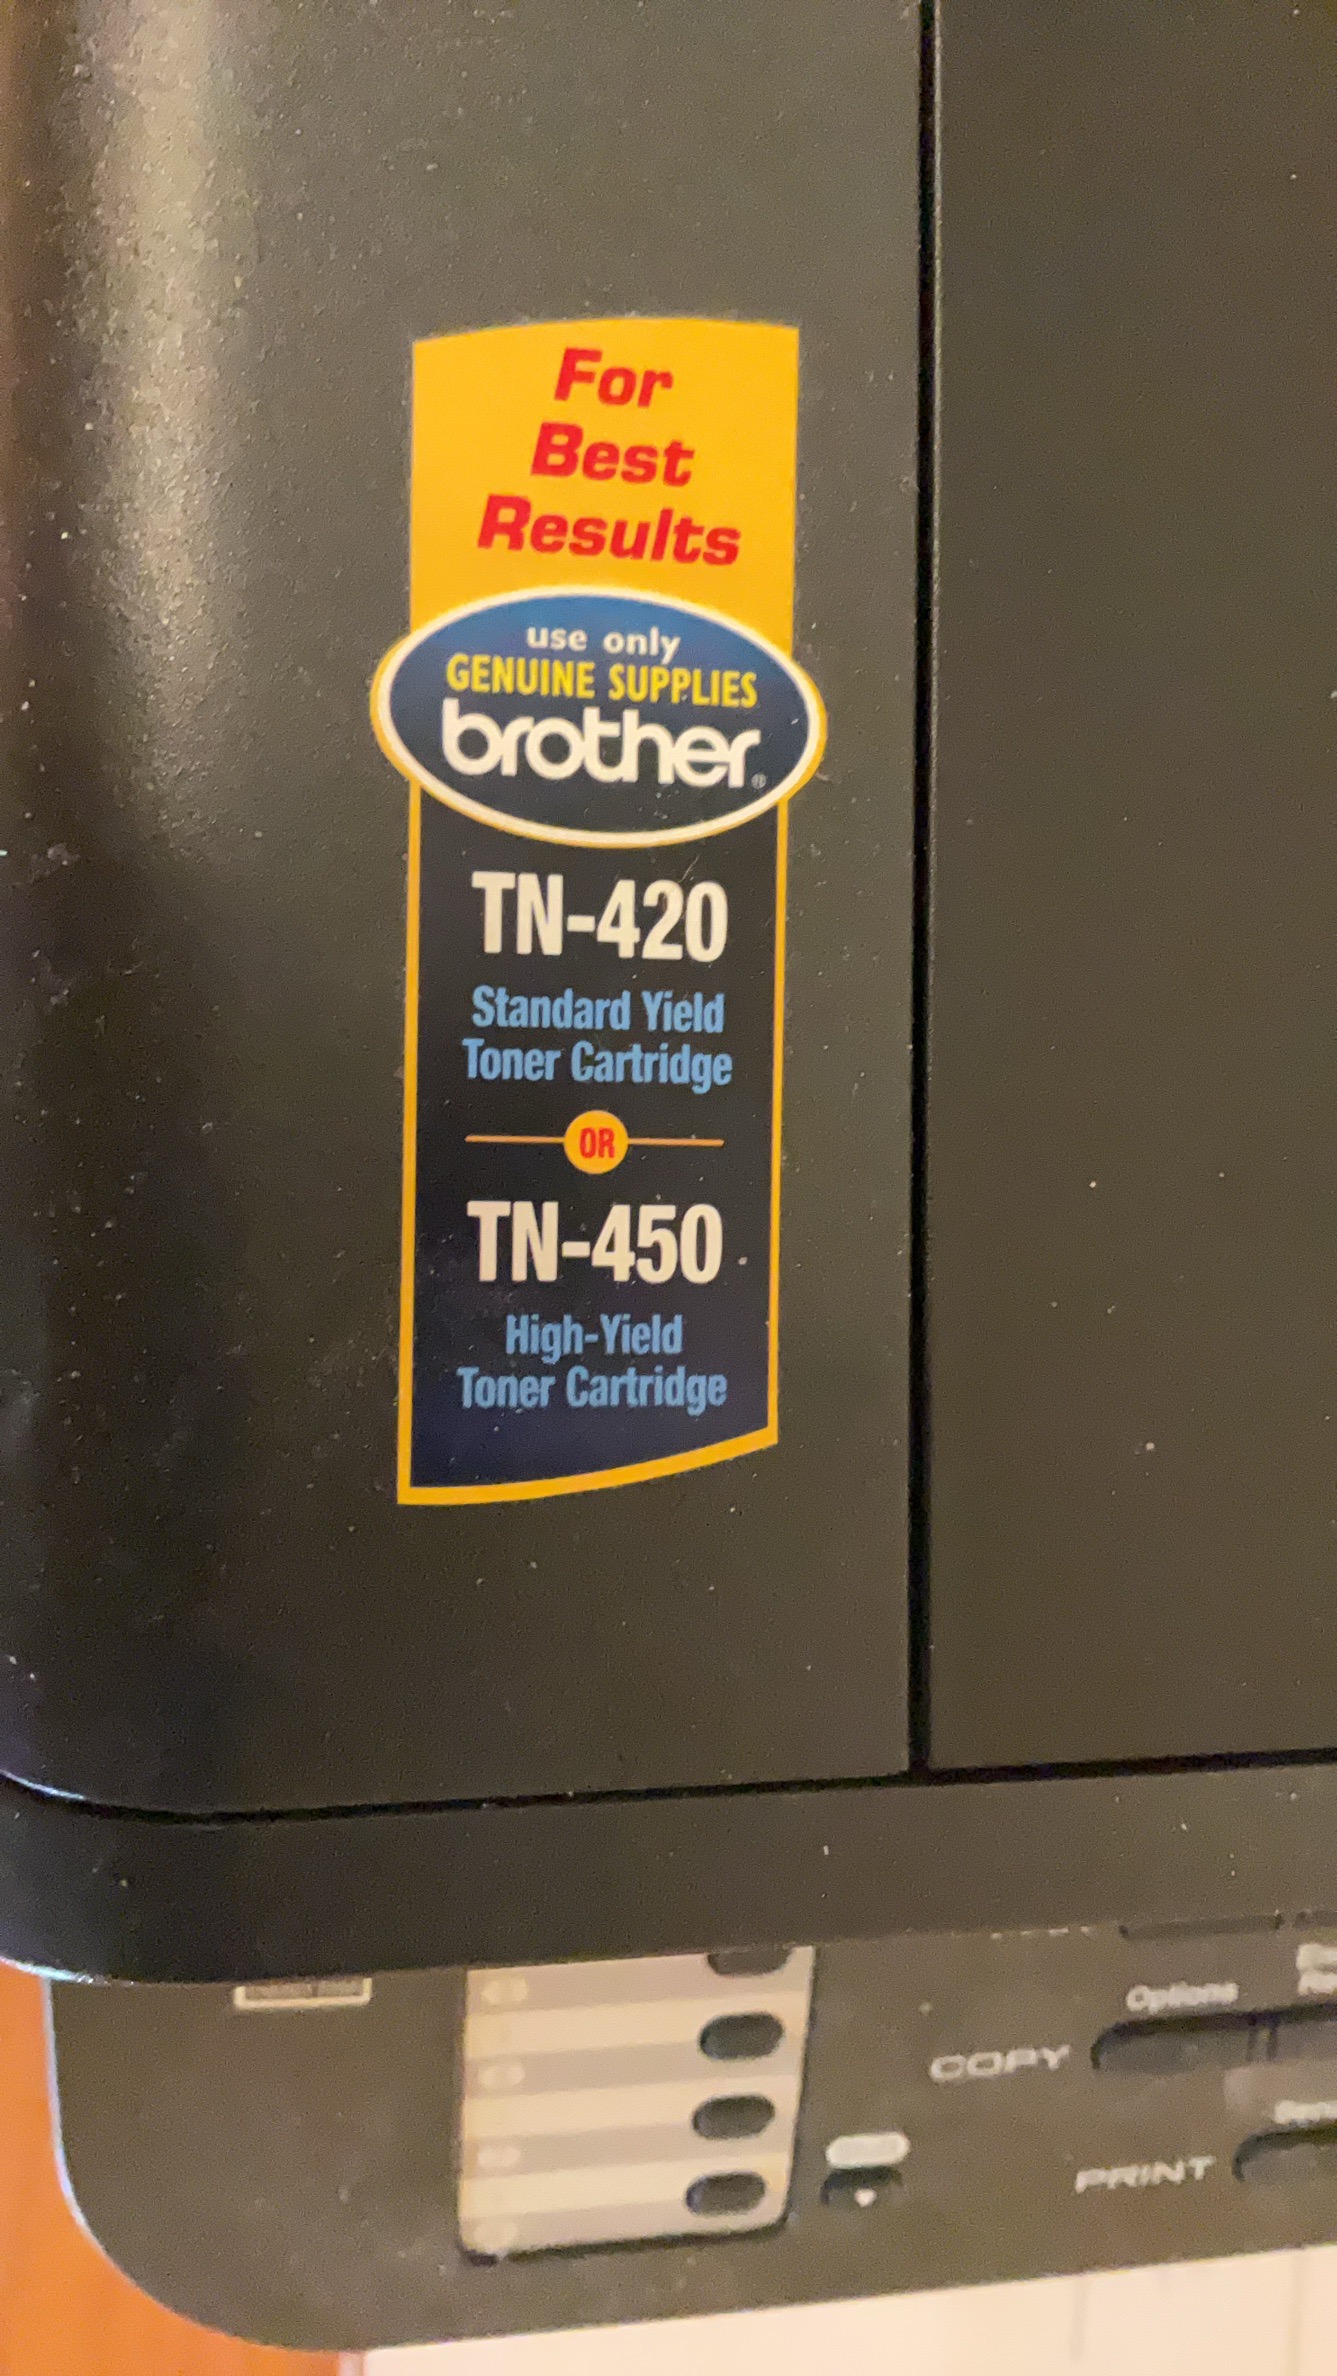 For
Best
Results
use only
GENUINE SUPPLIES
brother®
TN-420
Standard Yield
Toner Cartridge
OR
TN-450
High-Yield
Toner Cartridge
Options
COPY
PRINT